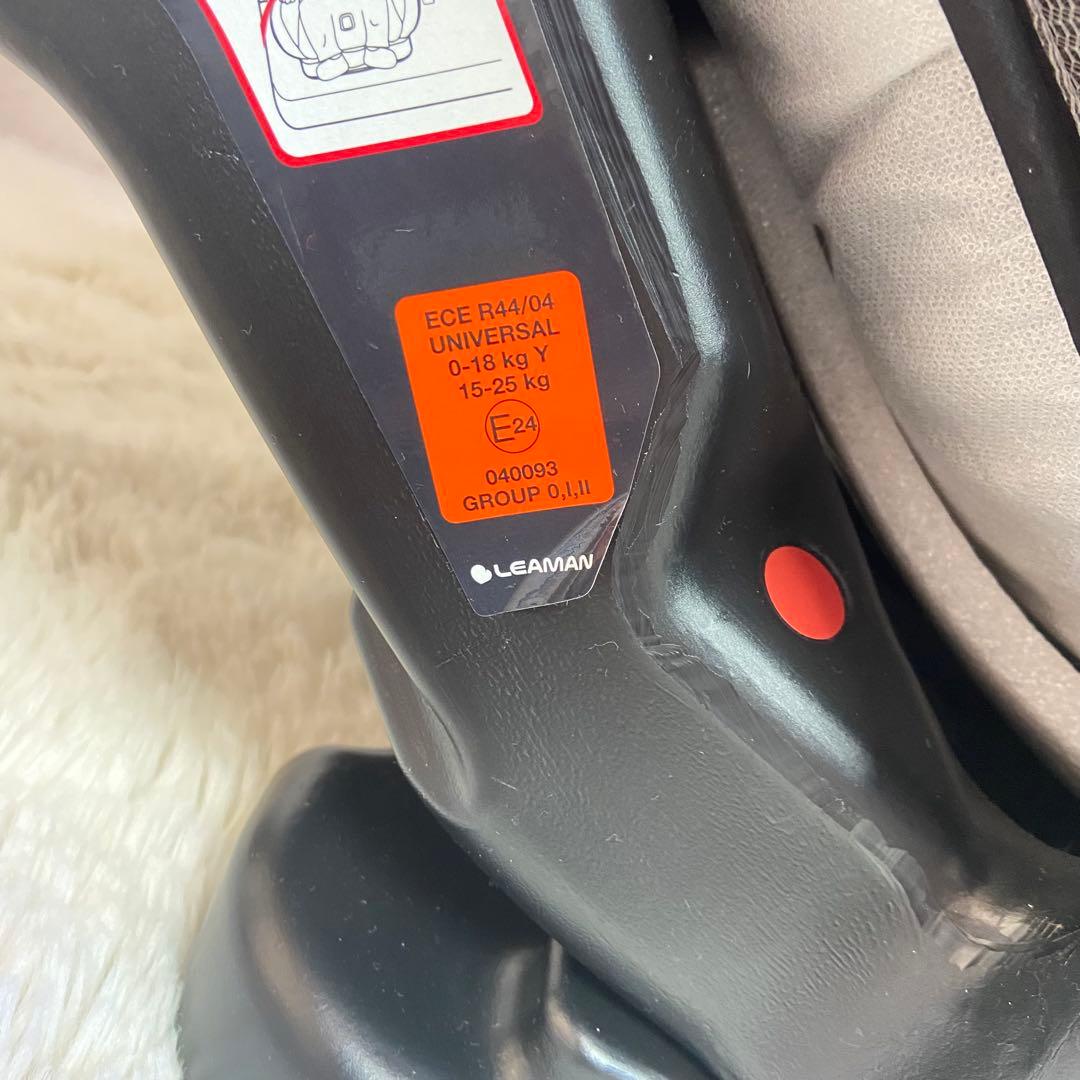 ECE R44/04
UNIVERSAL
0-18 kg Y
15-25 kg
E24
040093
GROUP 0,I,II
LEAMAN